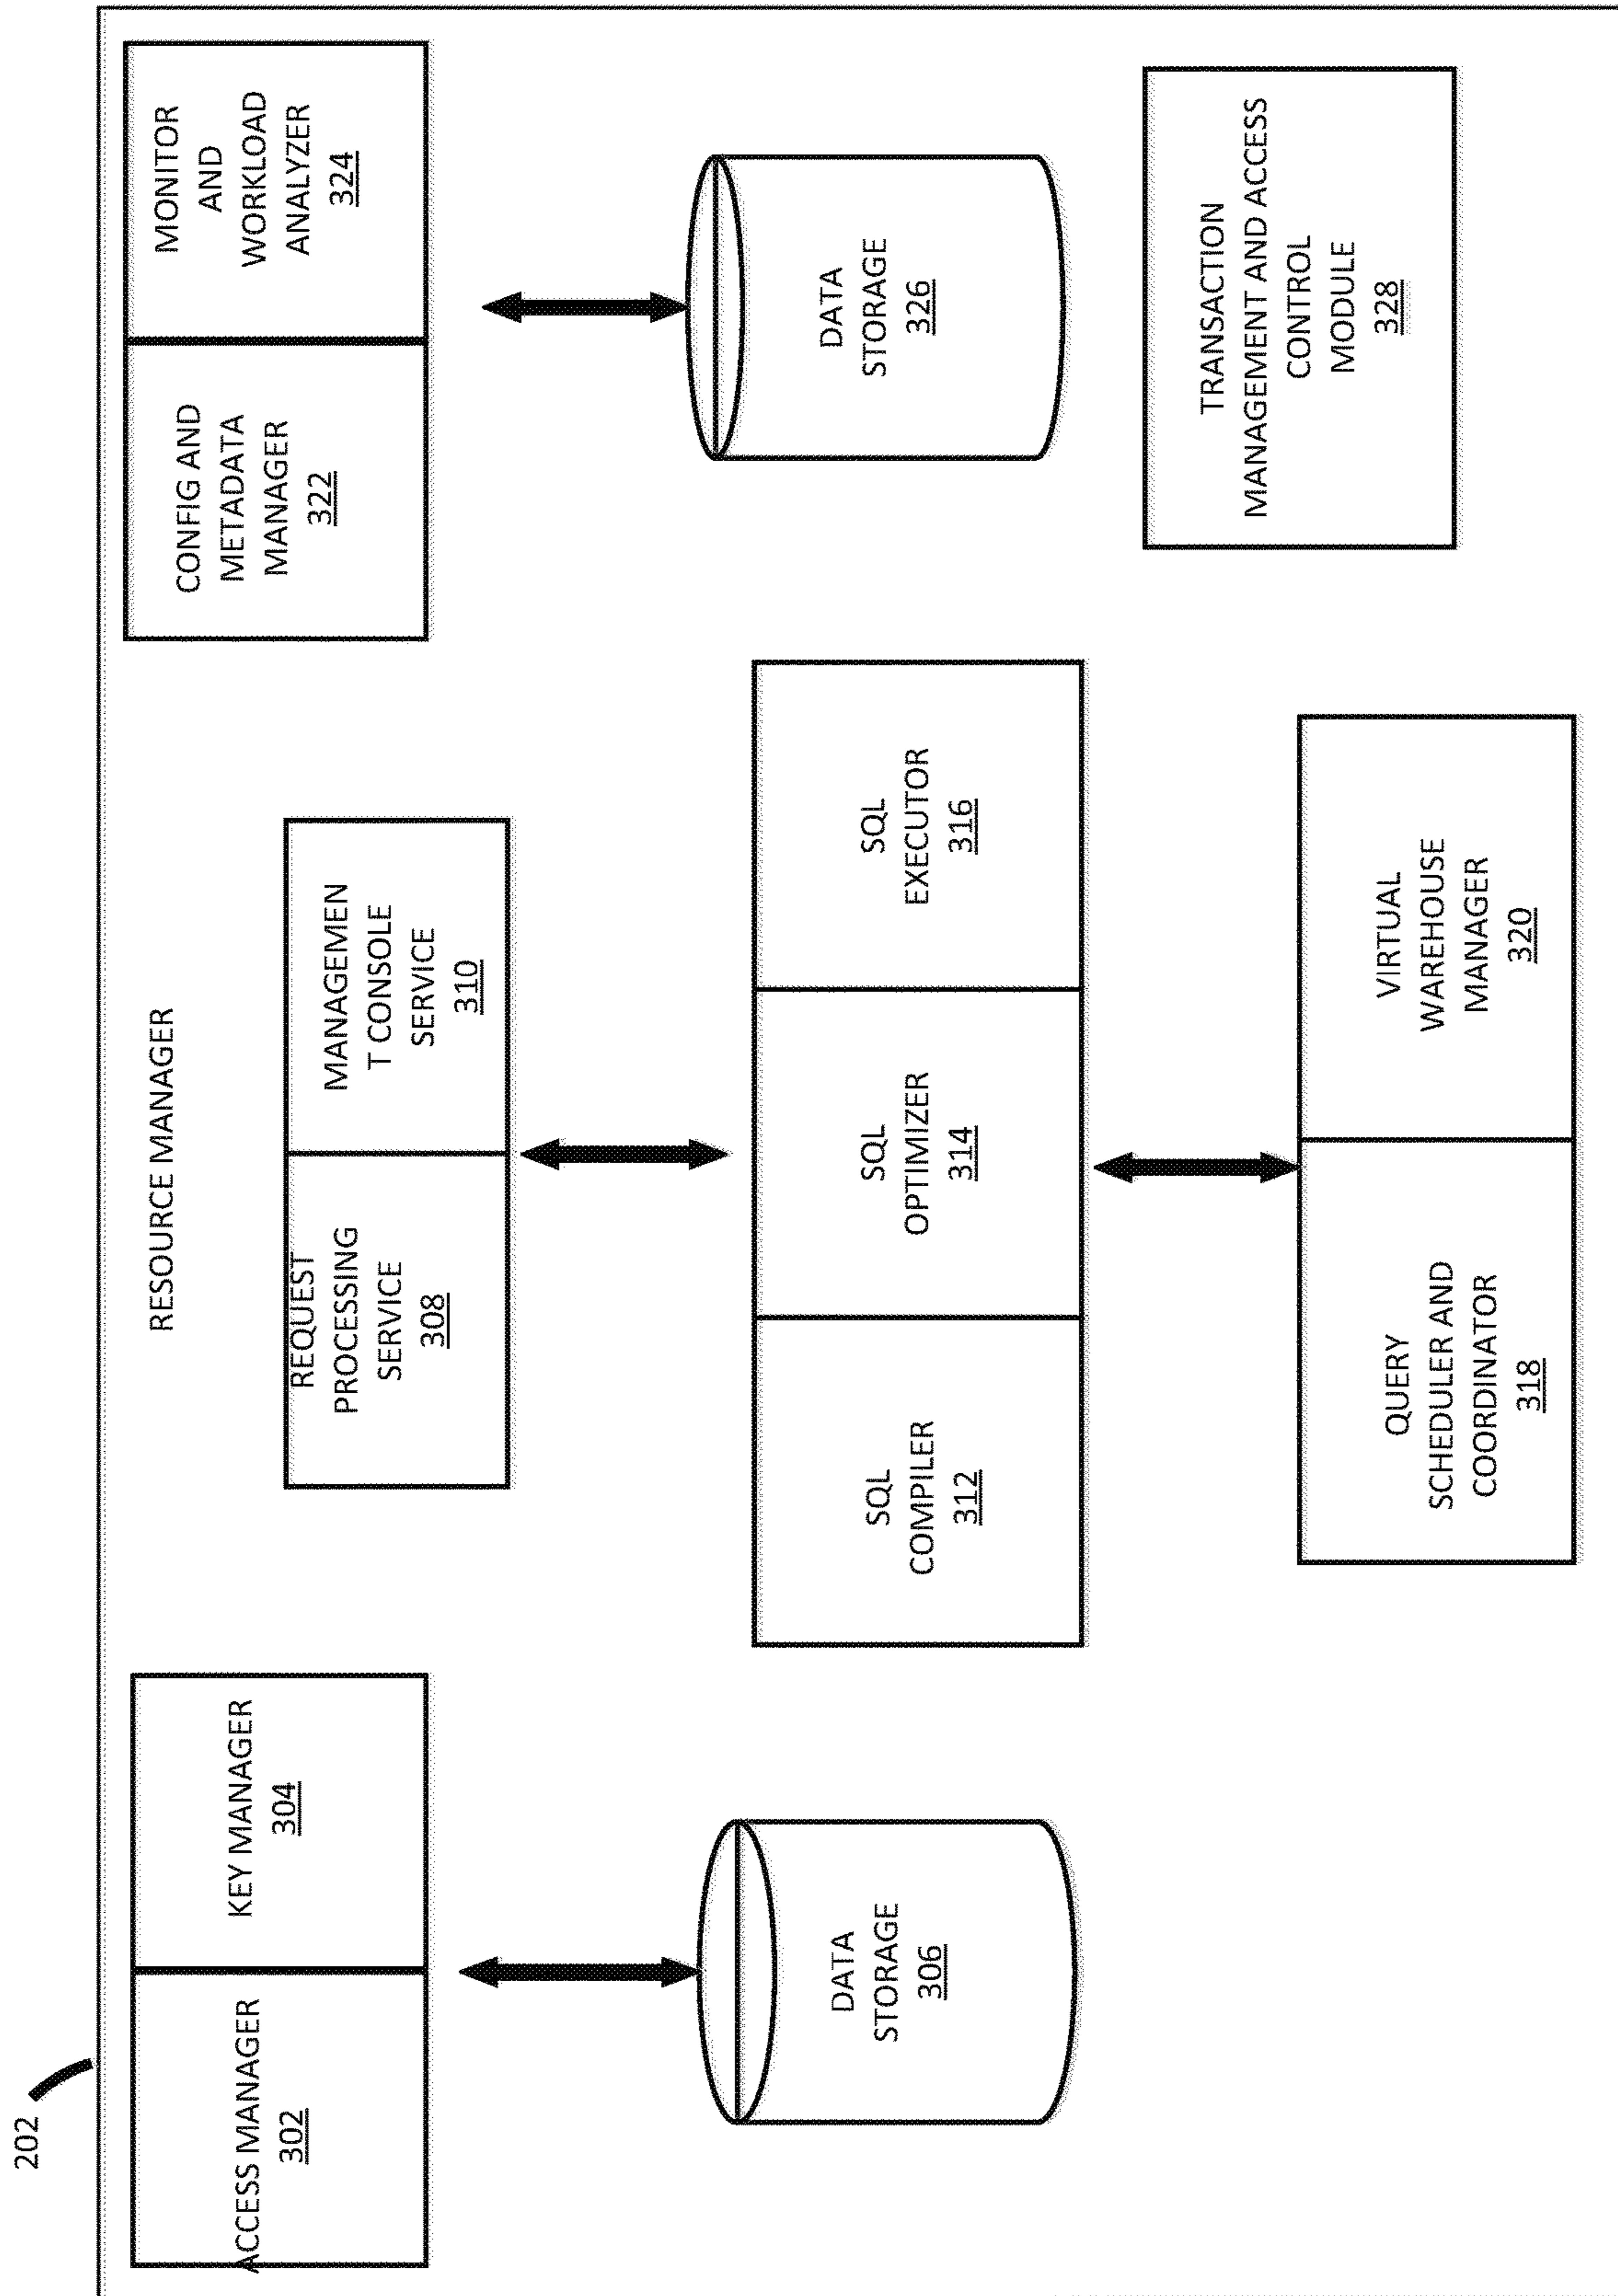 202
RESOURCE MANAGER
ACCESS MANAGER
302
KEY MANAGER
304
DATA
STORAGE
306
REQUEST
PROCESSING
SERVICE
308
MANAGEMEN
T CONSOLE
SERVICE
310
SQL
COMPILER
312
SQL
OPTIMIZER
314
SQL
EXECUTOR
316
QUERY
SCHEDULER AND
COORDINATOR
318
VIRTUAL
WAREHOUSE
MANAGER
320
CONFIG AND
METADATA
MANAGER
322
MONITOR
AND
WORKLOAD
ANALYZER
324
DATA
STORAGE
326
TRANSACTION
MANAGEMENT AND ACCESS
CONTROL
MODULE
328